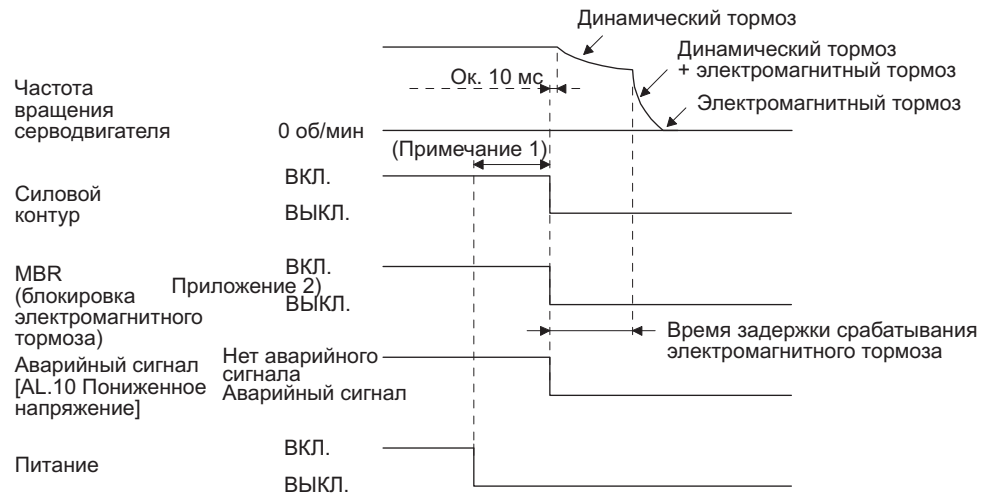 Динамический тормоз
Динамический тормоз
+ электромагнитный тормоз
Электромагнитный тормоз
Ок. 10 мс
Частота
вращения
серводвигателя
0 об/мин
(Примечание 1)
Силовой
контур
ВКЛ.
ВЫКЛ.
MBR
(блокировка
электромагнитного
тормоза)
Приложение 2)
ВКЛ.
ВЫКЛ.
Время задержки срабатывания
электромагнитного тормоза
Аварийный сигнал
[AL.10 Пониженное
напряжение]
Нет аварийного
сигнала
Аварийный сигнал
Питание
ВКЛ.
ВЫКЛ.